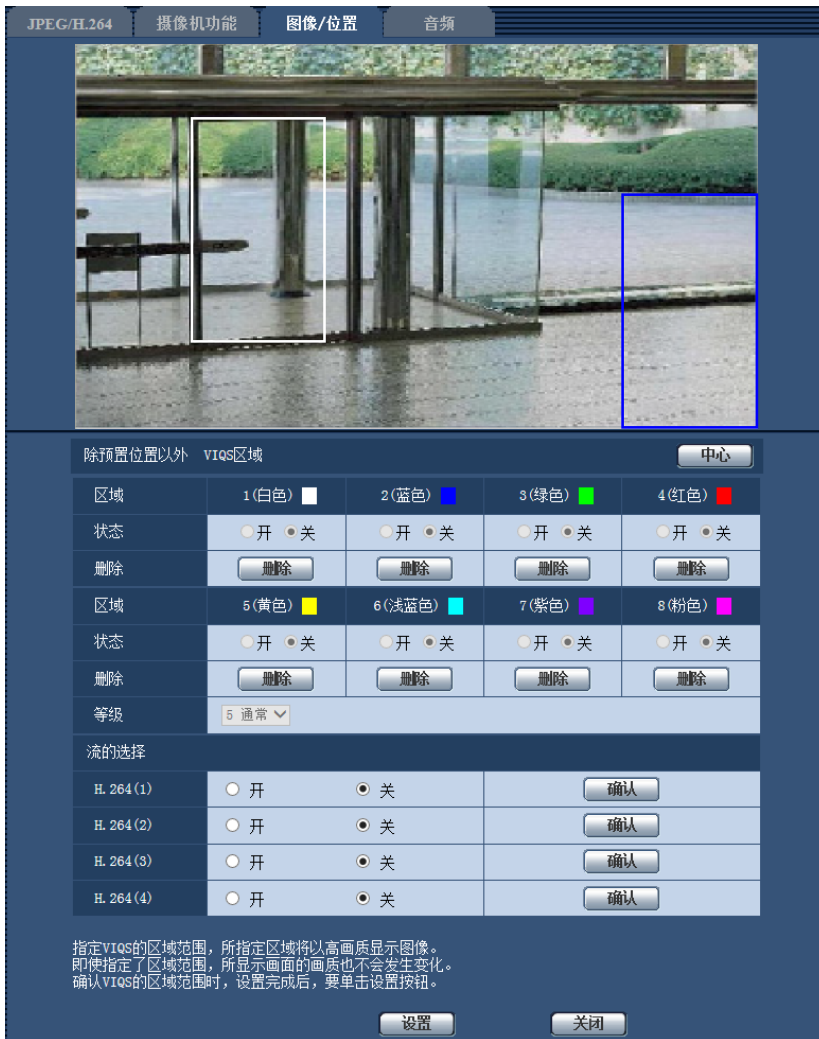 JPEG/H.264 摄像机功能 图像/位置 音频
除预置位置以外 VIQS区域 中心
区域 1(白色) 2(蓝色) 3(绿色) 4(红色)
状态 开 关 开 关 开 关 开 关
删除 删除 删除 删除 删除
区域 5(黄色) 6(浅蓝色) 7(紫色) 8(粉色)
状态 开 关 开 关 开 关 开 关
删除 删除 删除 删除 删除
等级 5 通常
流的选择
H.264(1) 开 关 确认
H.264(2) 开 关 确认
H.264(3) 开 关 确认
H.264(4) 开 关 确认
指定VIQS的区域范围，所指定区域将以高画质显示图像。
即使指定了区域范围，所显示画面的画质也不会发生变化。
确认VIQS的区域范围时，设置完成后，要单击设置按钮。
设置 关闭